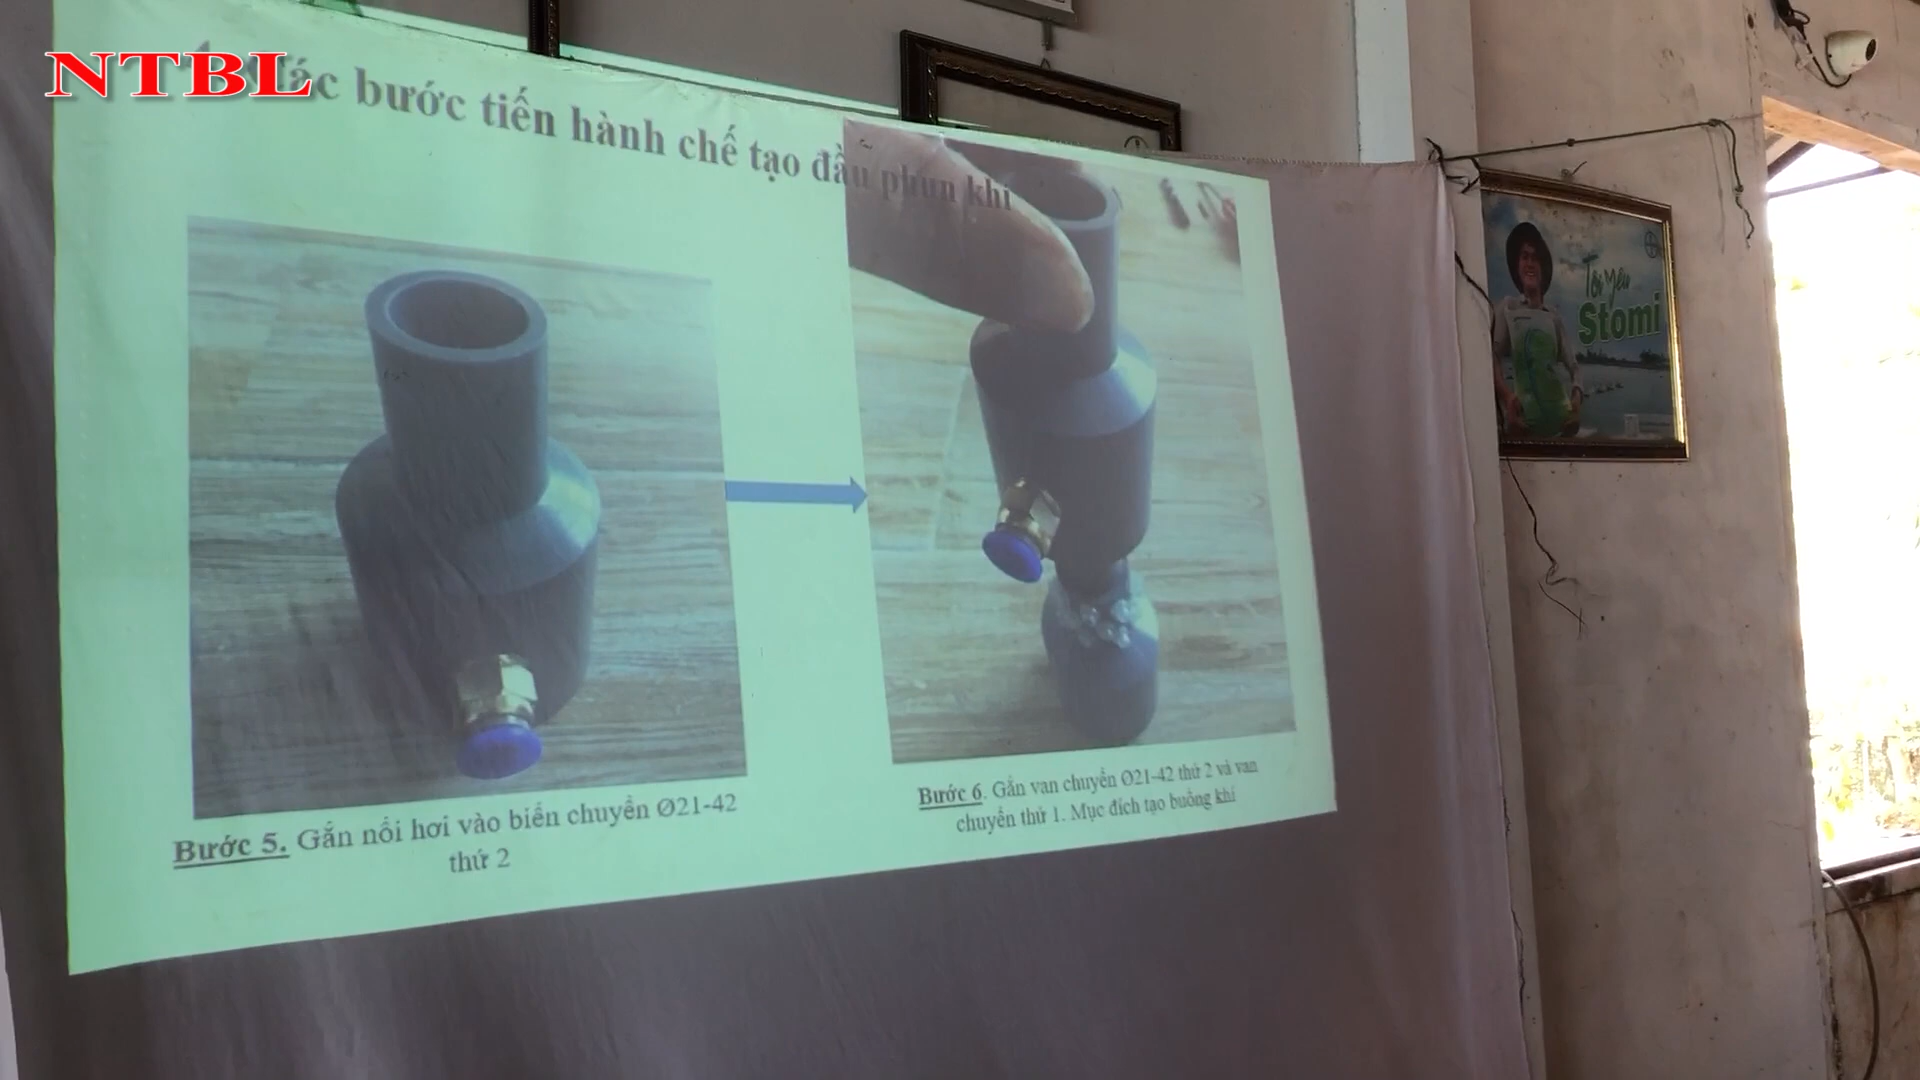 NTBL
ác bước tiến hành chế tạo đầu phun khí
Bước 5. Gắn nối hơi vào biến chuyển Ø21-42
thứ 2
Bước 6. Gắn van chuyển Ø21-42 thứ 2 và van
chuyển thứ 1. Mục đích tạo buồng khí
Tôi yêu
Stomi